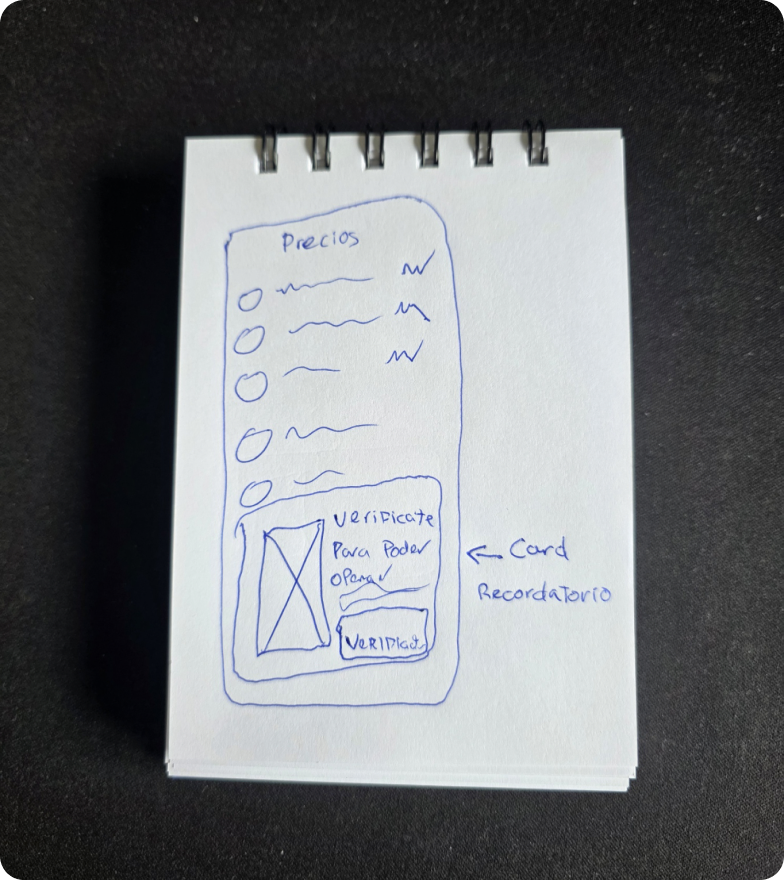 Precios
Verificate
Para Poder
operar
Verificate
← Card
Recordatorio